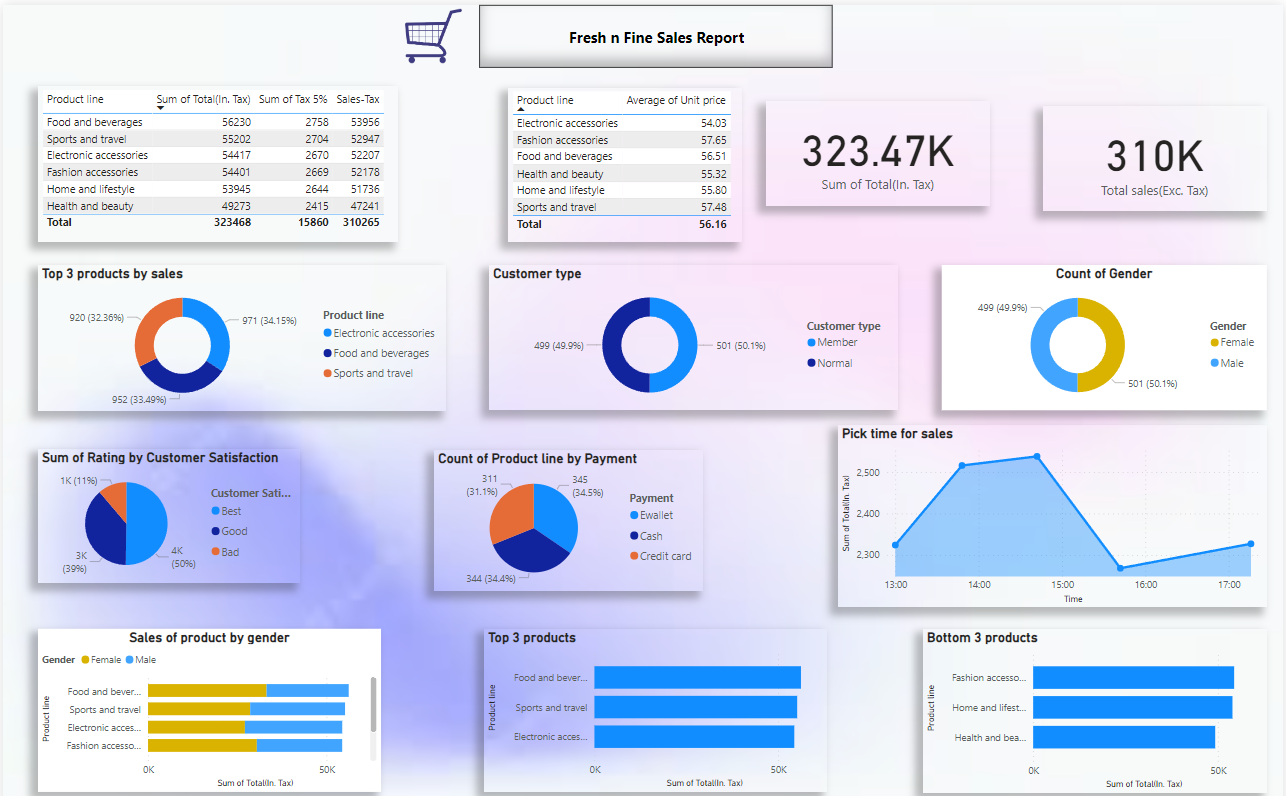 Fresh n Fine Sales Report
Product line Sum of Total(In. Tax) Sum of Tax 5% Sales-Tax
Food and beverages 56230 2758 53956
Sports and travel 55202 2704 52947
Electronic accessories 54417 2670 52207
Fashion accessories 54401 2669 52178
Home and lifestyle 53945 2644 51736
Health and beauty 49273 2415 47241
Total 323468 15860 310265
Product line Average of Unit price
Electronic accessories 54.03
Fashion accessories 57.65
Food and beverages 56.51
Health and beauty 55.32
Home and lifestyle 55.80
Sports and travel 57.48
Total 56.16
323.47K
Sum of Total(In. Tax)
310K
Total sales(Exc. Tax)
Top 3 products by sales
920 (32.36%)
971 (34.15%)
952 (33.49%)
Product line
Electronic accessories
Food and beverages
Sports and travel
Customer type
499 (49.9%)
501 (50.1%)
Customer type
Member
Normal
Count of Gender
499 (49.9%)
501 (50.1%)
Gender
Female
Male
Sum of Rating by Customer Satisfaction
1K (11%)
3K
(39%)
4K
(50%)
Customer Sati...
Best
Good
Bad
Count of Product line by Payment
311
(31.1%)
345
(34.5%)
344 (34.4%)
Payment
Ewallet
Cash
Credit card
Pick time for sales
Sum of Total(In. Tax)
2,500
2,400
2,300
13:00 14:00 15:00 16:00 17:00
Time
Sales of product by gender
Gender Female Male
Product line
Food and bever...
Sports and travel
Electronic acces...
Fashion accesso...
0K 50K
Sum of Total(In. Tax)
Top 3 products
Product line
Food and bever...
Sports and travel
Electronic acces...
0K 50K
Sum of Total(In. Tax)
Bottom 3 products
Product line
Fashion accesso...
Home and lifest...
Health and bea...
0K 50K
Sum of Total(In. Tax)